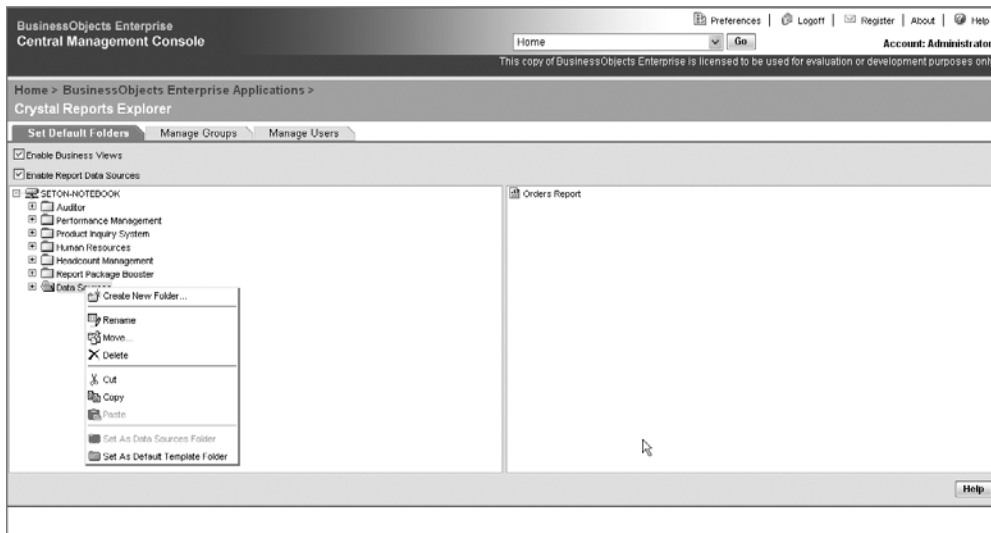 BusinessObjects Enterprise
Central Management Console
Preferences | Logoff | Register | About | Help
Home Go Account: Administrator
This copy of BusinessObjects Enterprise is licensed to be used for evaluation or development purposes only
Home > BusinessObjects Enterprise Applications >
Crystal Reports Explorer
Set Default Folders Manage Groups Manage Users
Enable Business Views
Enable Report Data Sources
SETON-NOTEBOOK
Auditor
Performance Management
Product Inquiry System
Human Resources
Headcount Management
Report Package Booster
Data Sources
Create New Folder...
Rename
Move...
Delete
Cut
Copy
Paste
Set As Data Sources Folder
Set As Default Template Folder
Orders Report
Help